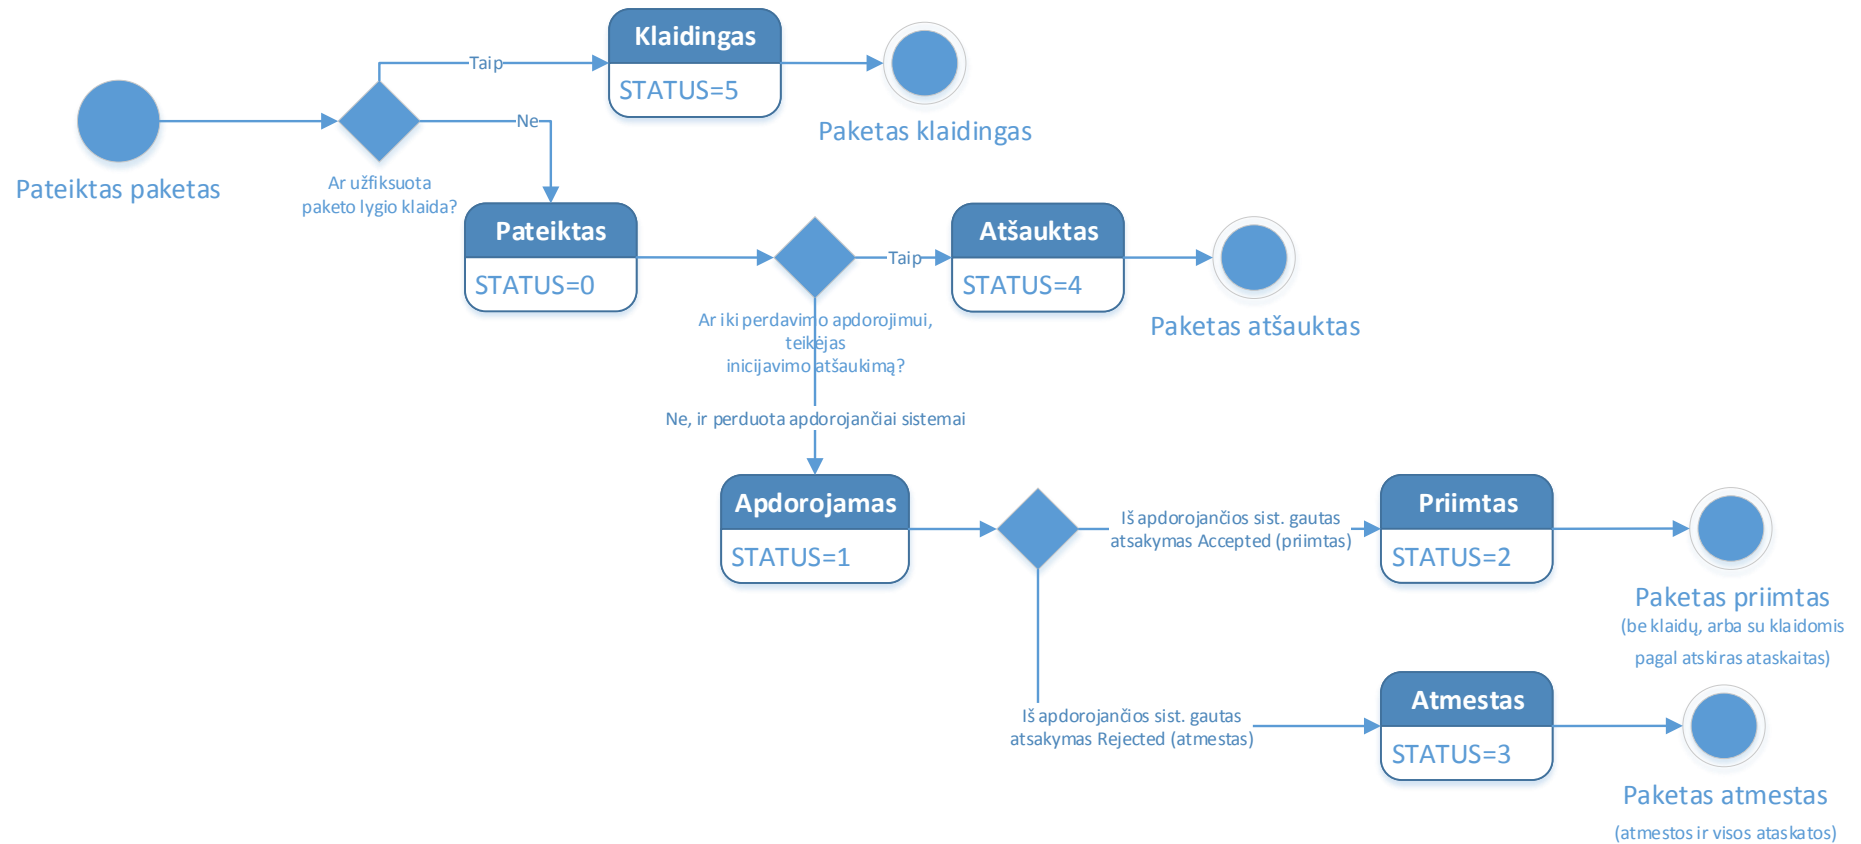 Klaidingas
STATUS=5
Taip
Paketas klaidingas
Ne
Pateiktas paketas
Ar užfiksuota
paketo lygio klaida?
Pateiktas
STATUS=0
Taip
Atšauktas
STATUS=4
Paketas atšauktas
Ar iki perdavimo apdorojimui,
teikėjas
inicijavimo atšaukimą?
Ne, ir perduota apdorojančiai sistemai
Apdorojamas
STATUS=1
Iš apdorojančios sist. gautas
atsakymas Accepted (priimtas)
Priimtas
STATUS=2
Paketas priimtas
(be klaidų, arba su klaidomis
pagal atskiras ataskaitas)
Iš apdorojančios sist. gautas
atsakymas Rejected (atmestas)
Atmestas
STATUS=3
Paketas atmestas
(atmestos ir visos ataskatos)